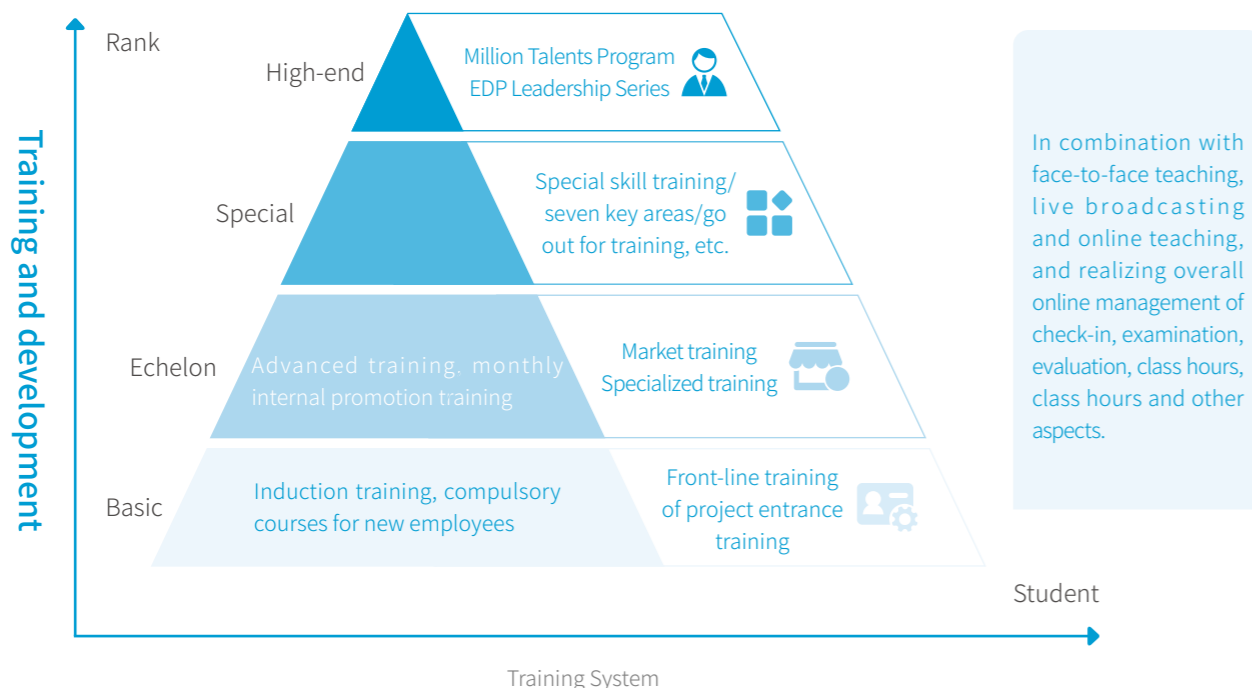 Rank
High-end
Million Talents Program
EDP Leadership Series
Special
Special skill training/
seven key areas/go
out for training, etc.
Echelon
Advanced training, monthly
internal promotion training
Market training
Specialized training
Basic
Induction training, compulsory
courses for new employees
Front-line training
of project entrance
training
Training and development
Student
Training System
In combination with
face-to-face teaching,
live broadcasting
and online teaching,
and realizing overall
online management of
check-in, examination,
evaluation, class hours,
class hours and other
aspects.